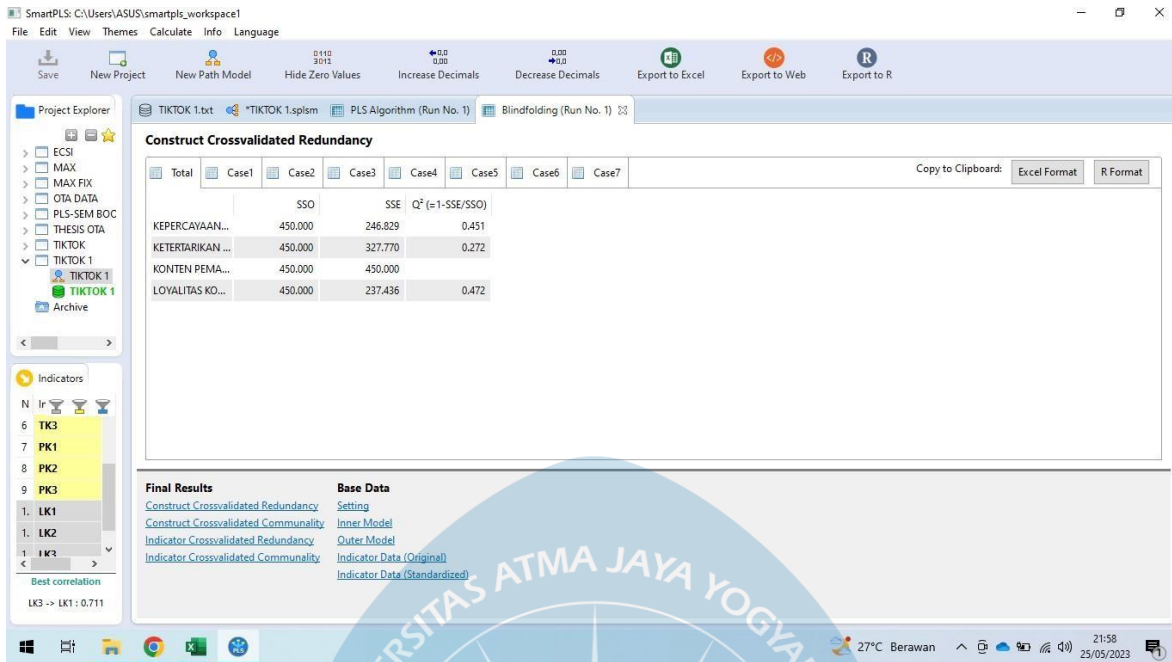 SmartPLS: C:\Users\ASUS\smartpls_workspace1
File Edit View Themes Calculate Info Language
Save New Project New Path Model Hide Zero Values Increase Decimals Decrease Decimals Export to Excel Export to Web Export to R
Project Explorer
ECSI
MAX
MAX FIX
OTA DATA
PLS-SEM BOC
THESIS OTA
TIKTOK
TIKTOK 1
TIKTOK 1
TIKTOK 1
Archive
Indicators
N Ir
6 TK3
7 PK1
8 PK2
9 PK3
1. LK1
1. LK2
1 LK3
Best correlation
LK3 -> LK1 : 0.711
TIKTOK 1.txt *TIKTOK 1.splsm PLS Algorithm (Run No. 1) Blindfolding (Run No. 1)
Construct Crossvalidated Redundancy
Total Case1 Case2 Case3 Case4 Case5 Case6 Case7 Copy to Clipboard: Excel Format R Format
SSO SSE Q² (=1-SSE/SSO)
KEPERCAYAAN... 450.000 246.829 0.451
KETERTARIKAN ... 450.000 327.770 0.272
KONTEN PEMA... 450.000 450.000
LOYALITAS KO... 450.000 237.436 0.472
Final Results Base Data
Construct Crossvalidated Redundancy Setting
Construct Crossvalidated Communality Inner Model
Indicator Crossvalidated Redundancy Outer Model
Indicator Crossvalidated Communality Indicator Data (Original)
Indicator Data (Standardized)
ATMA JAYA
27°C Berawan 21:58
25/05/2023